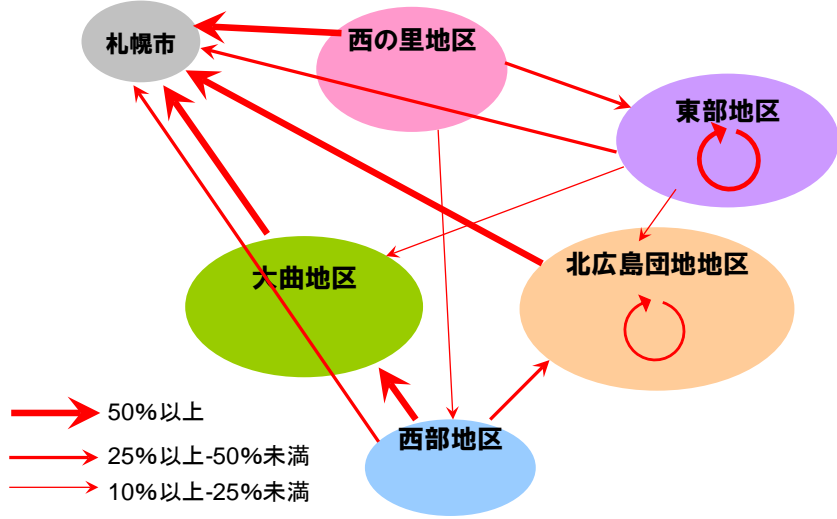 札幌市
西の里地区
東部地区
北広島団地地区
大曲地区
西部地区
50%以上
25%以上-50%未満
10%以上-25%未満